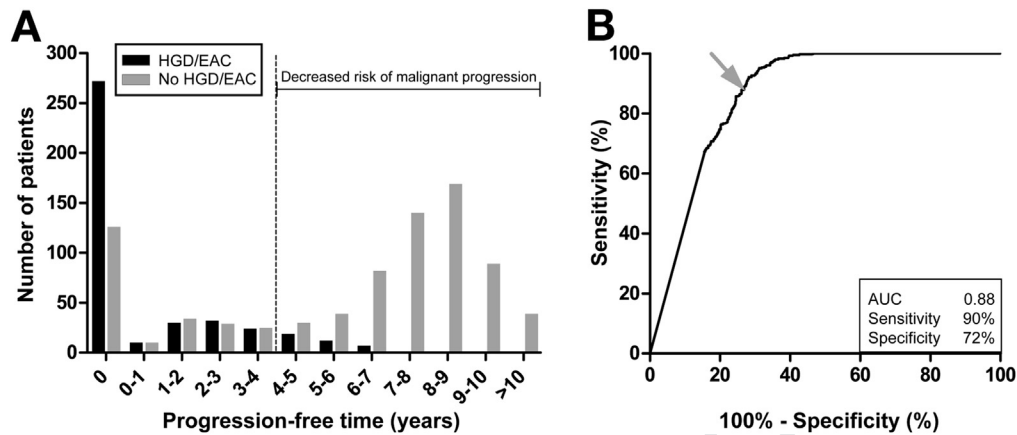 A
300
250
200
150
100
50
0
Number of patients
HGD/EAC
No HGD/EAC
Decreased risk of malignant progression
0
0-1
1-2
2-3
3-4
4-5
5-6
6-7
7-8
8-9
9-10
>10
Progression-free time (years)
B
100
80
60
40
20
0
Sensitivity (%)
AUC 0.88
Sensitivity 90%
Specificity 72%
0 20 40 60 80 100
100% - Specificity (%)